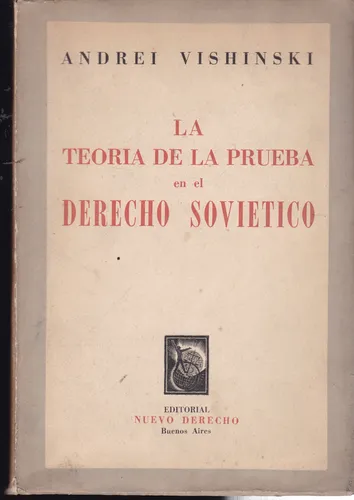 ANDREI VISHINSKI
LA
TEORIA DE LA PRUEBA
en el
DERECHO SOVIETICO
EDITORIAL
NUEVO DERECHO
Buenos Aires